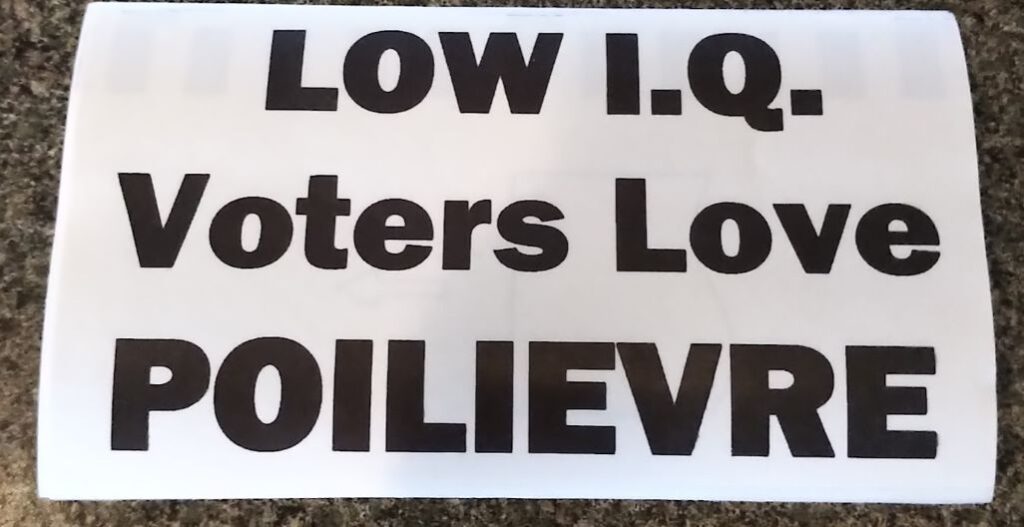 LOW I.Q.
Voters Love
POILIEVRE